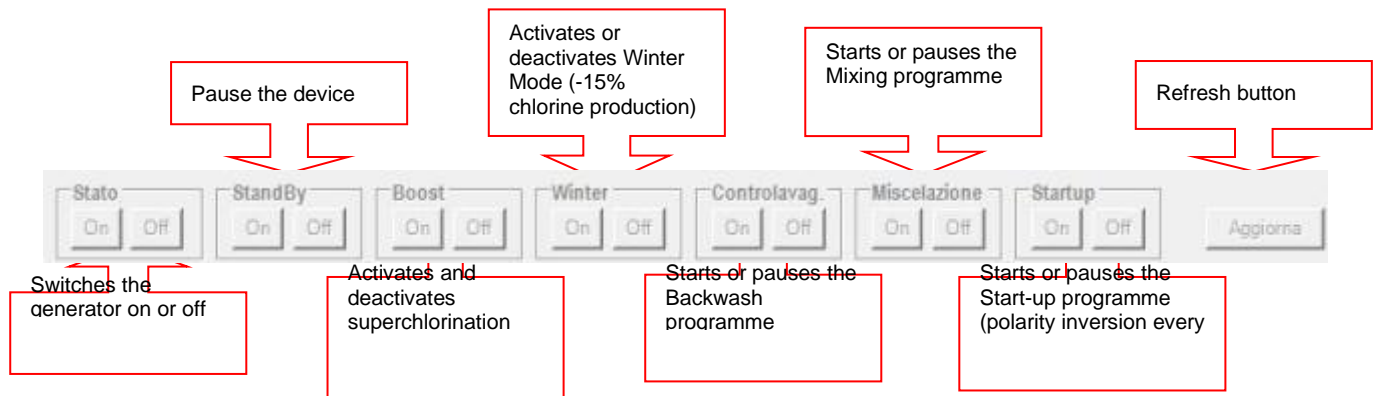 Activates or
deactivates Winter
Mode (-15%
chlorine production)
Starts or pauses the
Mixing programme
Pause the device
Refresh button
Stato StandBy Boost Winter Controlavag. Miscelazione Startup
On Off On Off On Off On Off On Off On Off On Off Aggiorna
Switches the
generator on or off
Activates and
deactivates
superchlorination
Starts or pauses the
Backwash
programme
Starts or pauses the
Start-up programme
(polarity inversion every